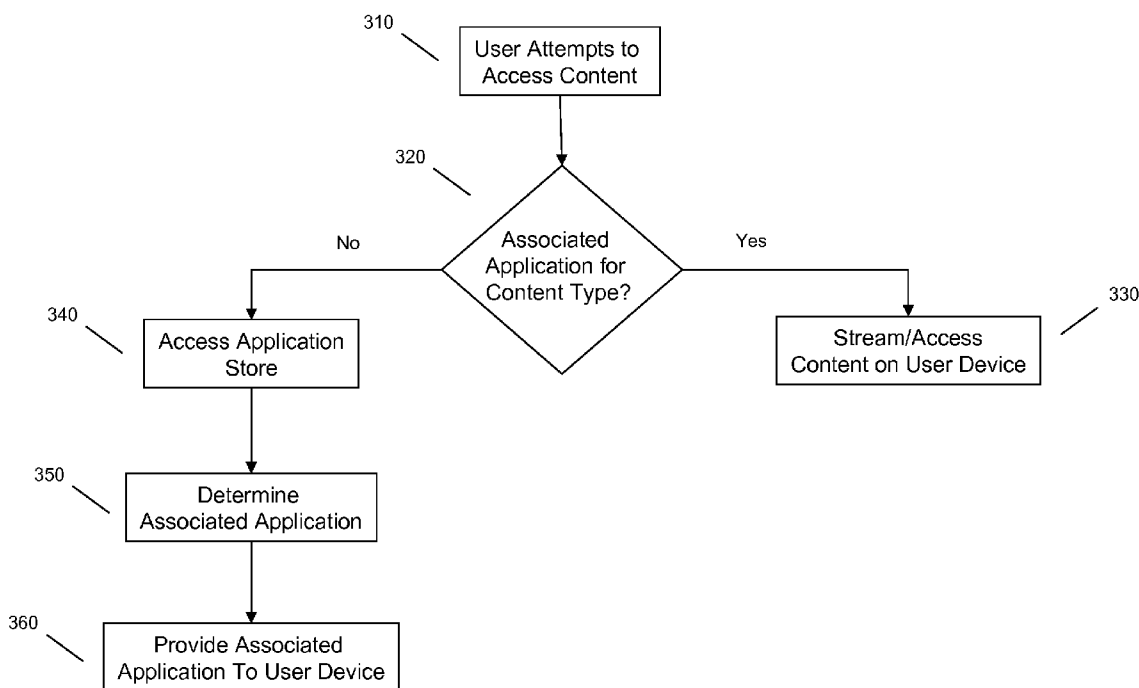 310
User Attempts to
Access Content
320
Associated
Application for
Content Type?
No
Yes
340
Access Application
Store
330
Stream/Access
Content on User Device
350
Determine
Associated Application
360
Provide Associated
Application To User Device